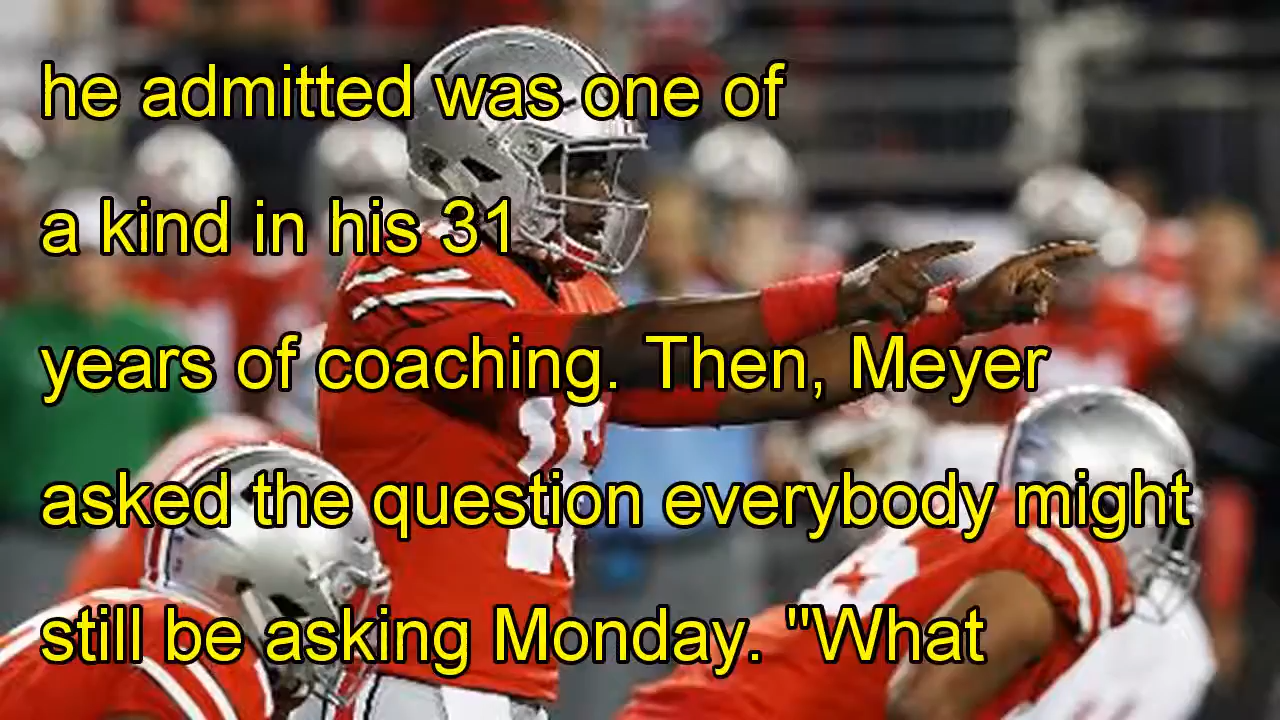 he admitted was one of
a kind in his 31
years of coaching. Then, Meyer
asked the question everybody might
still be asking Monday. "What